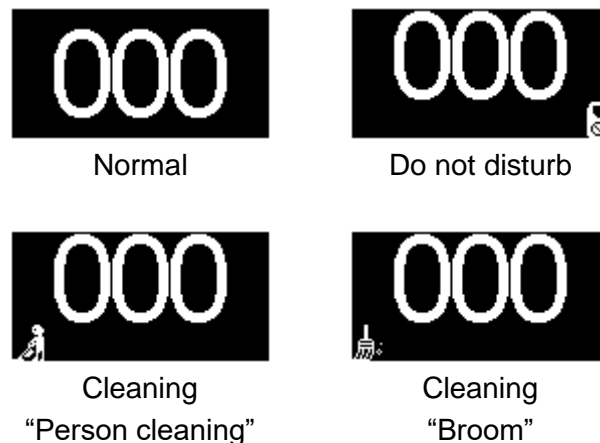 000
000
Normal
Do not disturb
000
000
Cleaning
Cleaning
“Person cleaning”
“Broom”